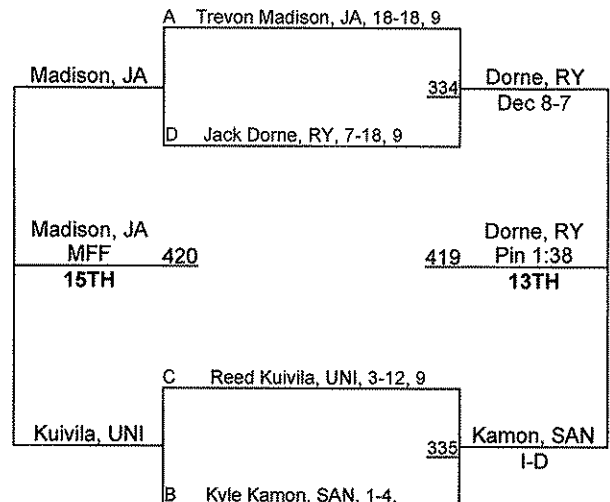 A Trevon Madison, JA, 18-18, 9
Madison, JA
334
Dorne, RY
Dec 8-7
D Jack Dorne, RY, 7-18, 9
Madison, JA
MFF
420
15TH
Dorne, RY
419
Pin 1:38
13TH
C Reed Kuivila, UNI, 3-12, 9
Kuivila, UNI
335
Kamon, SAN
I-D
B Kyle Kamon, SAN, 1-4,